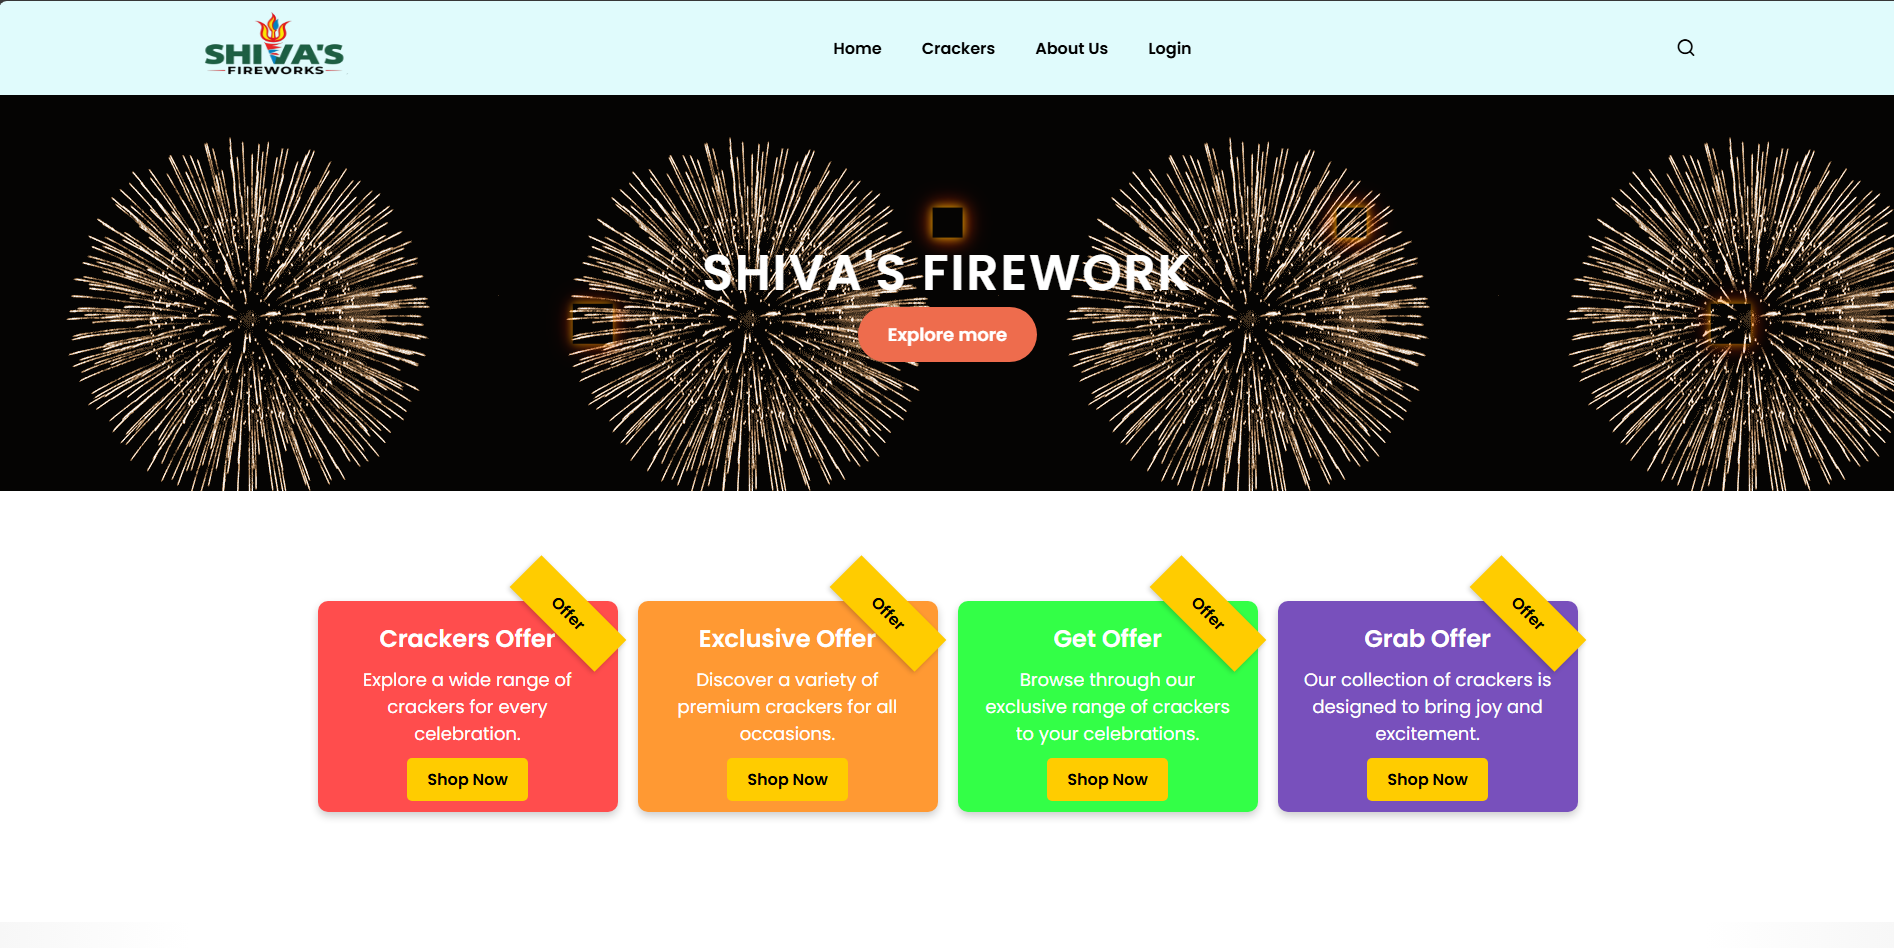 SHIVA'S
FIREWORKS
Home
Crackers
About Us
Login
SHIVA'S FIREWORK
Explore more
Offer
Crackers Offer
Explore a wide range of
crackers for every
celebration.
Shop Now
Offer
Exclusive Offer
Discover a variety of
premium crackers for all
occasions.
Shop Now
Offer
Get Offer
Browse through our
exclusive range of crackers
to your celebrations.
Shop Now
Offer
Grab Offer
Our collection of crackers is
designed to bring joy and
excitement.
Shop Now